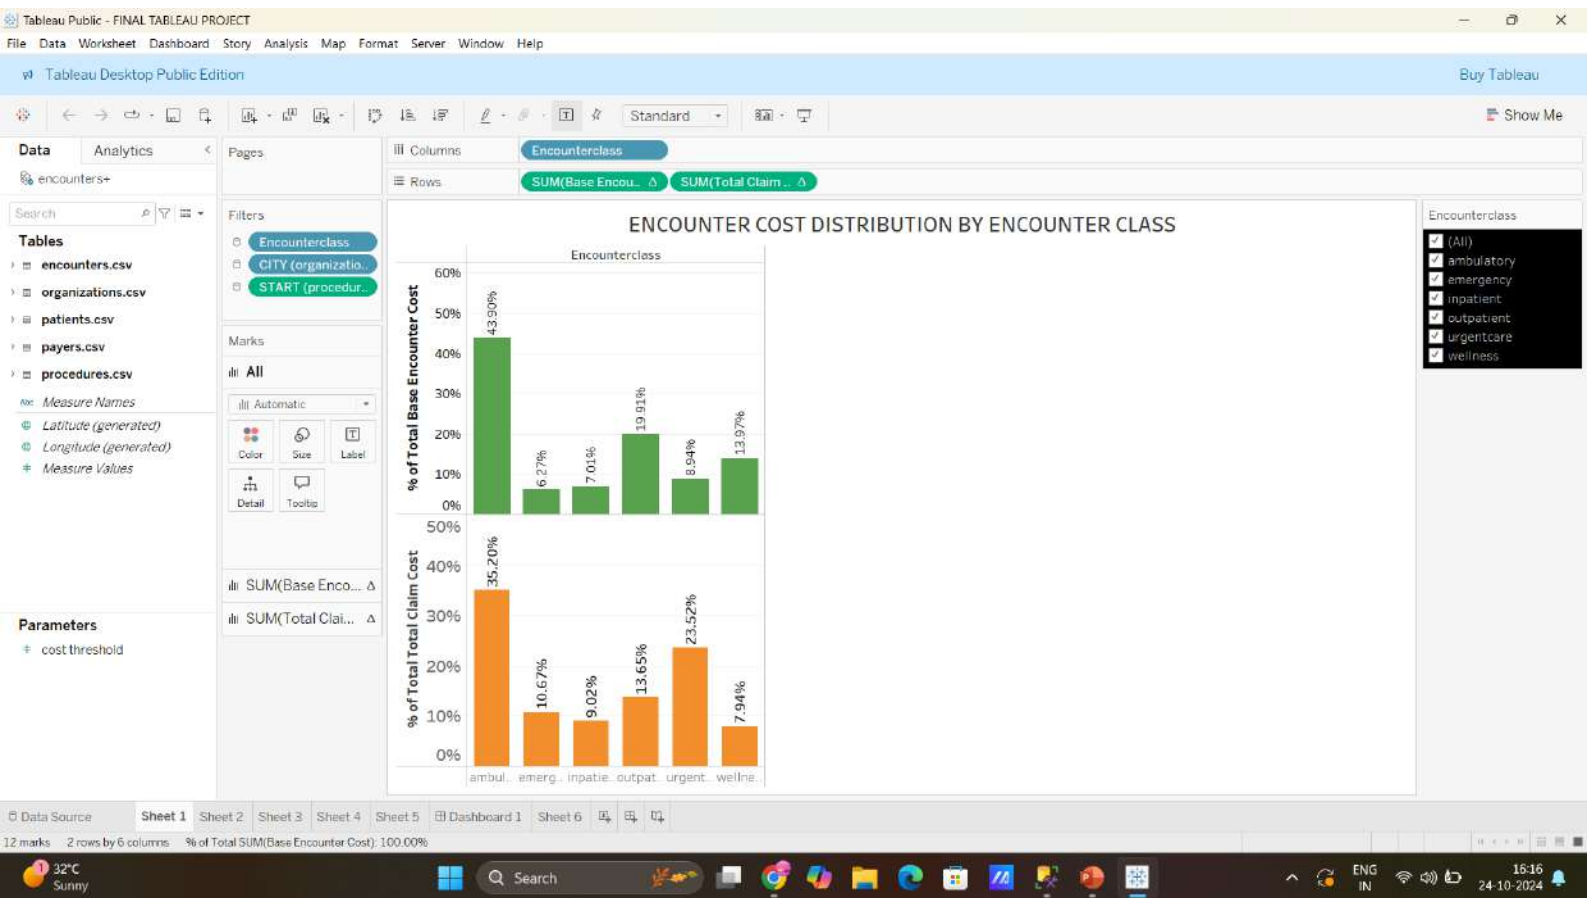 Tableau Public - FINAL TABLEAU PROJECT
File Data Worksheet Dashboard Story Analysis Map Format Server Window Help
Tableau Desktop Public Edition
Buy Tableau
Standard
Show Me
Data Analytics
encounters+
Search
Tables
encounters.csv
organizations.csv
patients.csv
payers.csv
procedures.csv
Abc Measure Names
Latitude (generated)
Longitude (generated)
Measure Values
Parameters
cost threshold
Pages
Filters
Encounterclass
CITY (organizatio..
START (procedur..
Marks
All
Automatic
Color Size Label
Detail Tooltip
SUM(Base Enco... Δ
SUM(Total Clai... Δ
Columns Encounterclass
Rows SUM(Base Encou.. Δ SUM(Total Claim .. Δ
ENCOUNTER COST DISTRIBUTION BY ENCOUNTER CLASS
Encounterclass
% of Total Base Encounter Cost
60%
50%
40%
30%
20%
10%
0%
43.90%
6.27%
7.01%
19.91%
8.94%
13.97%
% of Total Total Claim Cost
50%
40%
30%
20%
10%
0%
35.20%
10.67%
9.02%
13.65%
23.52%
7.94%
ambul.. emerg.. inpatie.. outpat.. urgent.. wellne..
Encounterclass
(All)
ambulatory
emergency
inpatient
outpatient
urgentcare
wellness
Data Source Sheet 1 Sheet 2 Sheet 3 Sheet 4 Sheet 5 Dashboard 1 Sheet 6
12 marks 2 rows by 6 columns % of Total SUM(Base Encounter Cost): 100.00%
1
32°C
Sunny
Search
ENG
IN
16:16
24-10-2024